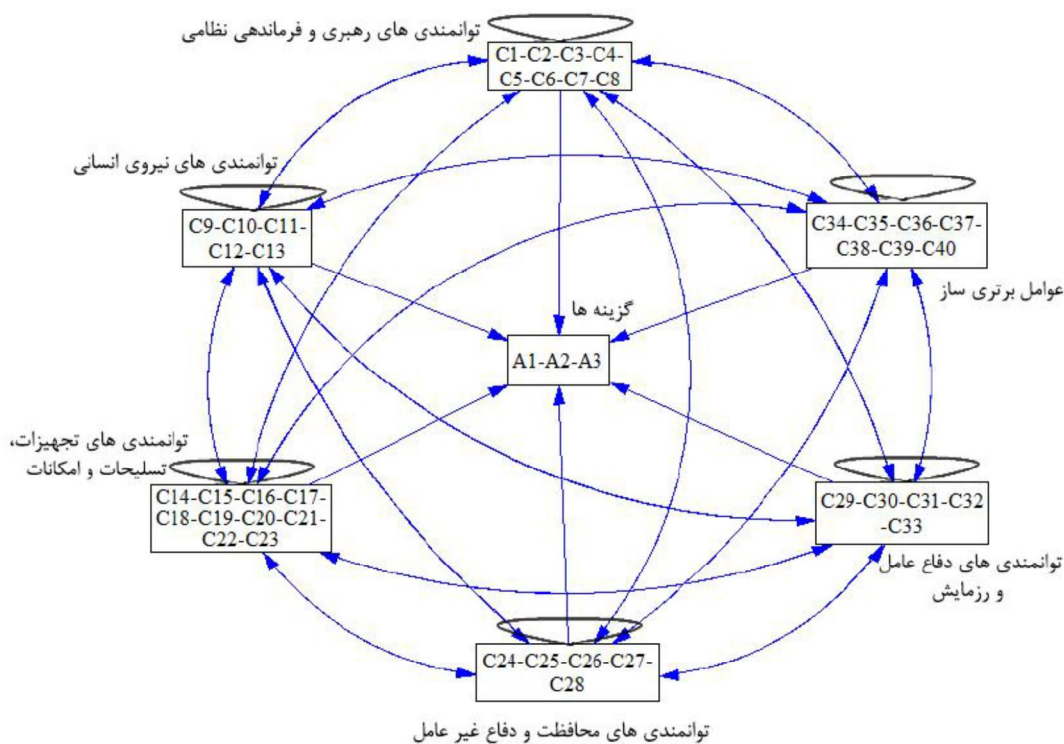 توانمندی های رهبری و فرماندهی نظامی
C1-C2-C3-C4-
C5-C6-C7-C8
توانمندی های نیروی انسانی
C9-C10-C11-
C12-C13
C34-C35-C36-C37-
C38-C39-C40
عوامل برتری ساز
گزینه ها
A1-A2-A3
توانمندی های تجهیزات،
تسلیحات و امکانات
C14-C15-C16-C17-
C18-C19-C20-C21-
C22-C23
C29-C30-C31-C32
-C33
توانمندی های دفاع عامل
و رزمایش
C24-C25-C26-C27-
C28
توانمندی های محافظت و دفاع غیر عامل